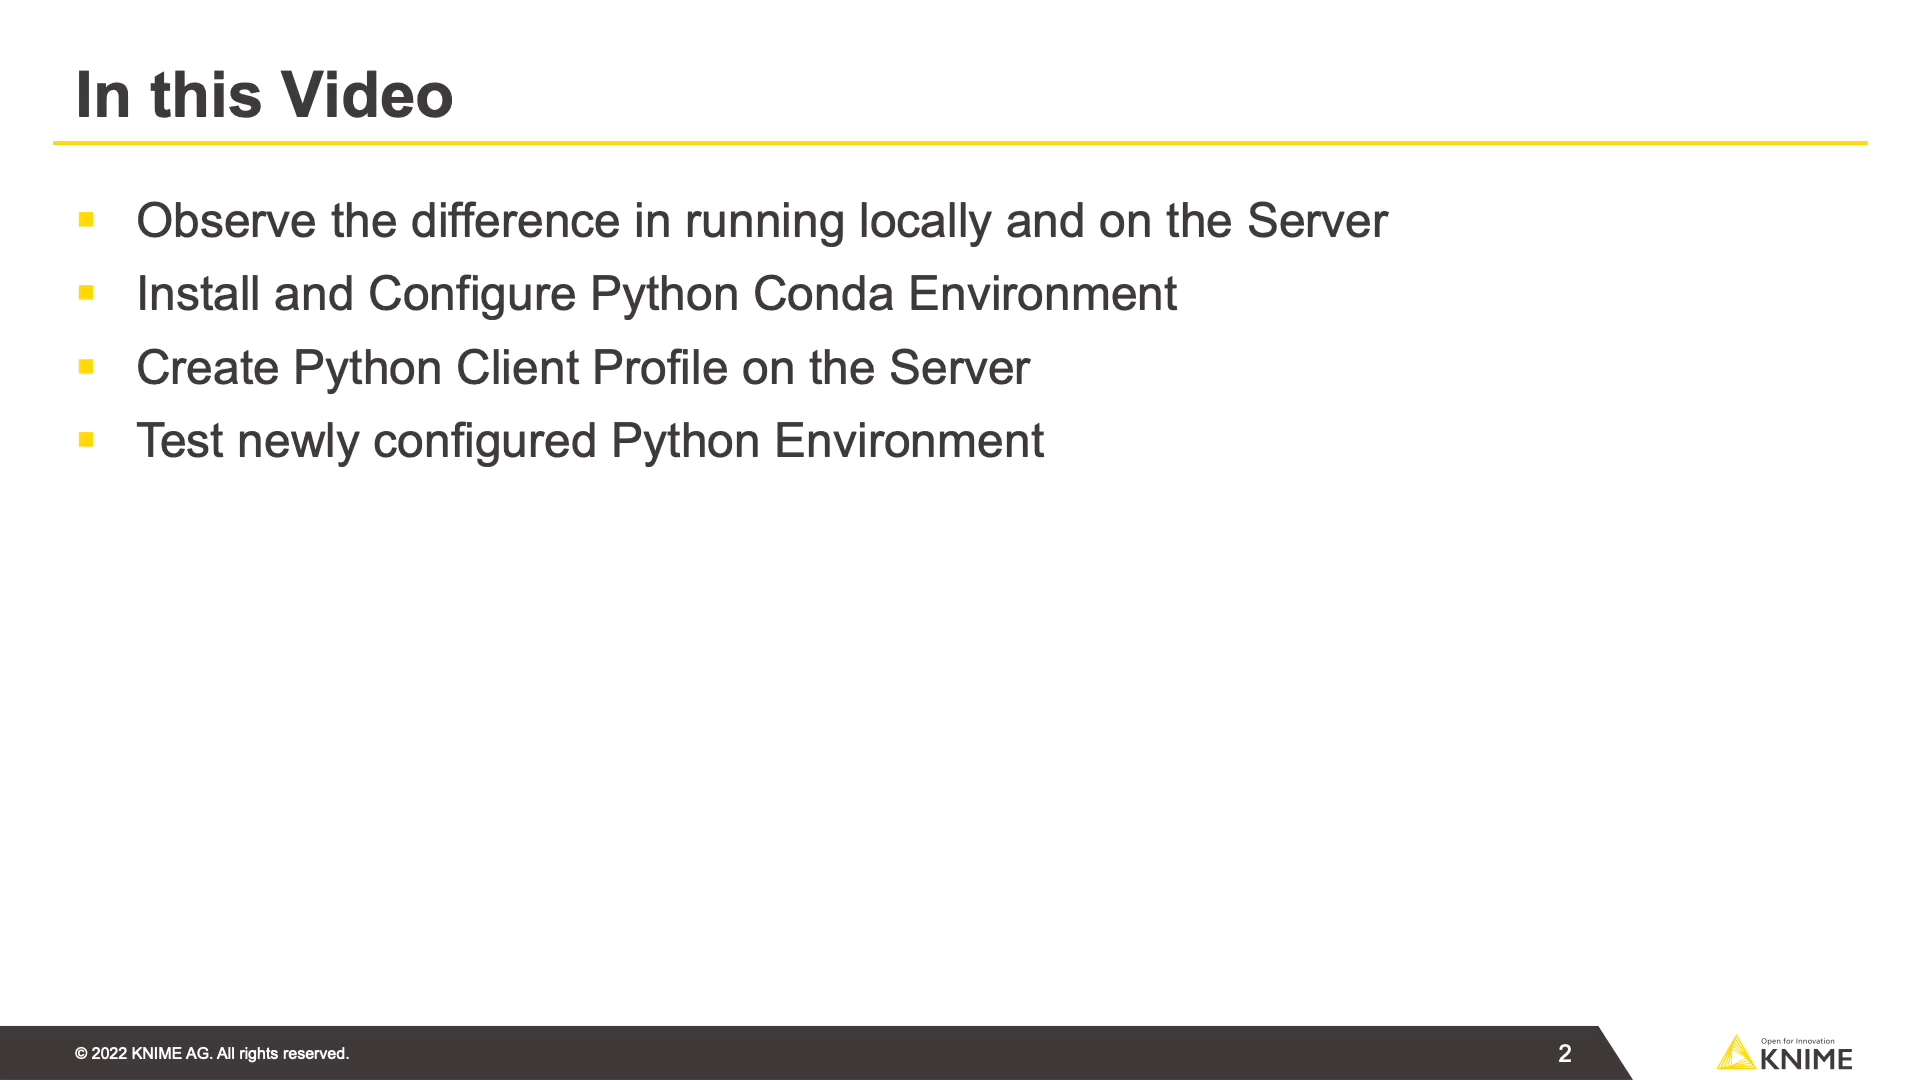 In this Video
Observe the difference in running locally and on the Server
Install and Configure Python Conda Environment
Create Python Client Profile on the Server
Test newly configured Python Environment
© 2022 KNIME AG. All rights reserved.
2
Open for Innovation
KNIME